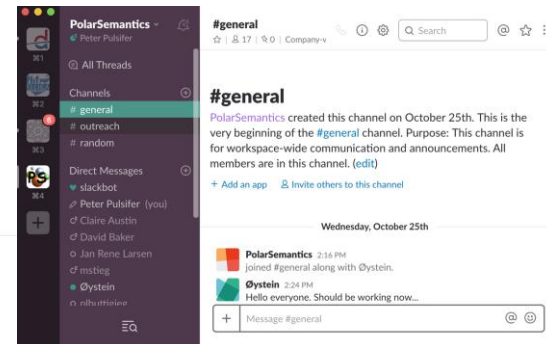 PolarSemantics
Peter Pulsifer
⌘1
All Threads
⌘2
Channels
# general
# outreach
# random
6
⌘3
Direct Messages
slackbot
⌘4
Peter Pulsifer (you)
Claire Austin
David Baker
Jan Rene Larsen
mstieg
Øystein
#general
17
0
Company-v
Search
#general
PolarSemantics created this channel on October 25th. This is the
very beginning of the #general channel. Purpose: This channel is
for workspace-wide communication and announcements. All
members are in this channel. (edit)
+ Add an app Invite others to this channel
Wednesday, October 25th
PolarSemantics 2:16 PM
joined #general along with Øystein.
Øystein 2:24 PM
Hello everyone. Should be working now...
+ Message #general